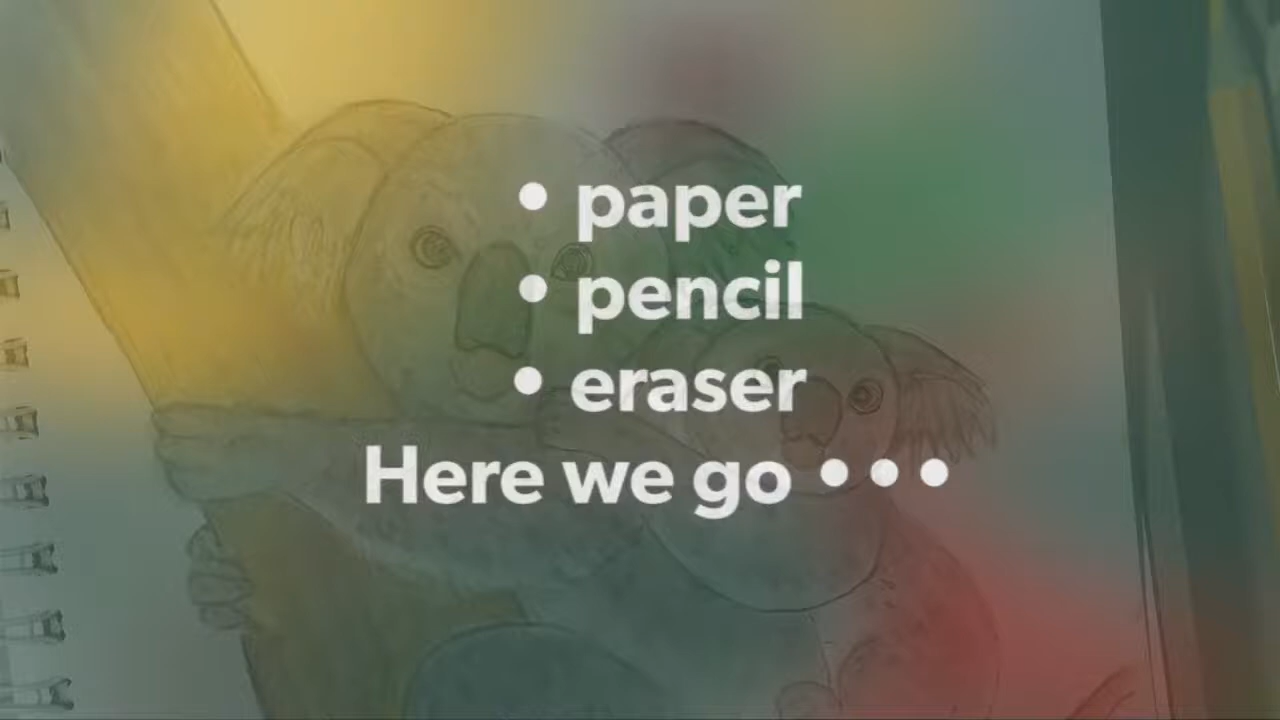 • paper
• pencil
• eraser
Here we go •••